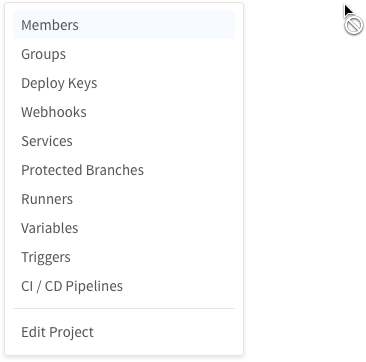 Members
Groups
Deploy Keys
Webhooks
Services
Protected Branches
Runners
Variables
Triggers
CI / CD Pipelines
Edit Project